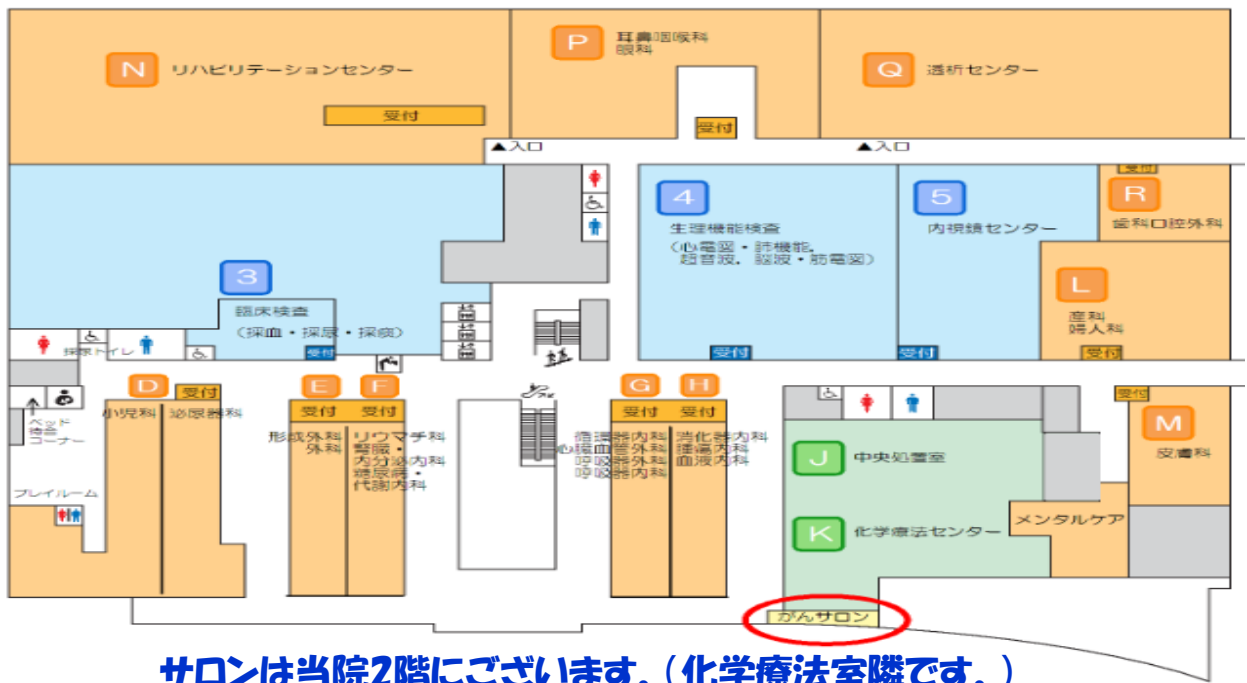 N リハビリテーションセンター
受付
P 耳鼻咽喉科
眼科
受付
Q 透析センター
▲入口
▲入口
3
臨床検査
（採血・採尿・採痰）
受付
採尿トイレ
4
生理機能検査
（心電図・肺機能，
超音波，脳波・筋電図）
受付
5
内視鏡センター
受付
受付
R
歯科口腔外科
L
産科
婦人科
受付
ベッド
待合
コーナー
プレイルーム
D
受付
小児科
泌尿器科
E
受付
形成外科
外科
F
受付
リウマチ科
腎臓・
内分泌内科
糖尿病・
代謝内科
G
受付
循環器内科
心臓血管外科
呼吸器外科
呼吸器内科
H
受付
消化器内科
腫瘍内科
血液内科
J 中央処置室
K 化学療法センター
メンタルケア
受付
M
皮膚科
がんサロン
サロンは当院2階にございます。（化学療法室隣です。）